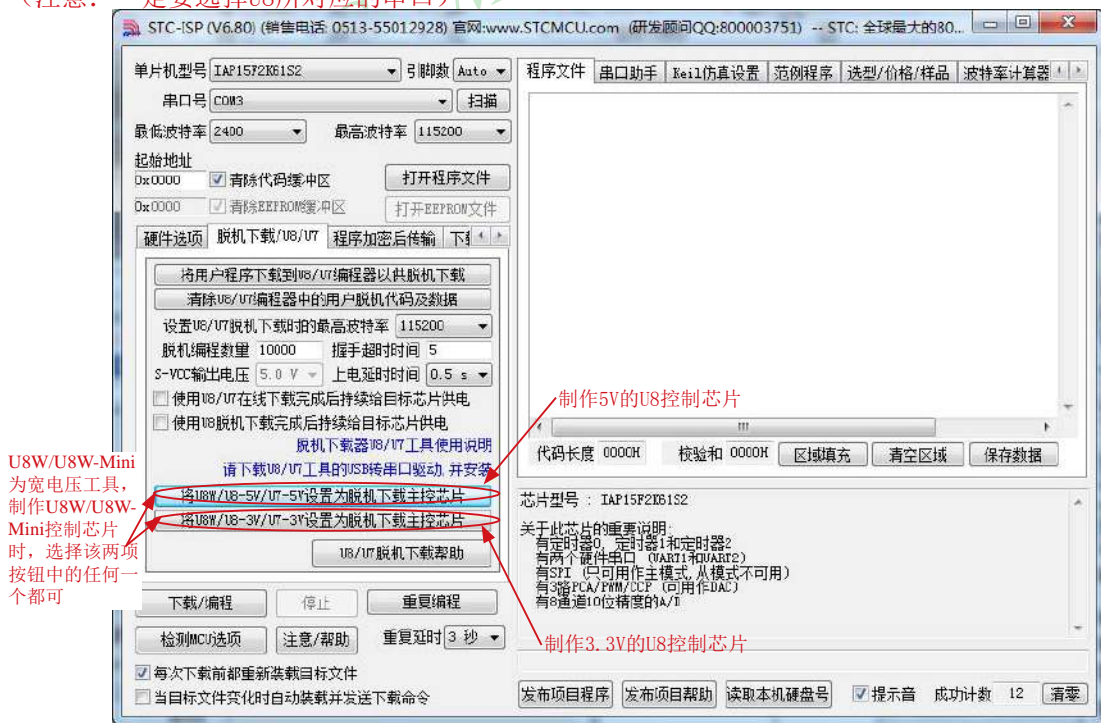 （注意：一定要选择U8所对应的串口）
STC-ISP (V6.80) (销售电话: 0513-55012928) 官网:www.STCMCU.com (研发顾问QQ:800003751) -- STC: 全球最大的80...
单片机型号 IAP15F2K61S2 引脚数 Auto
串口号 COM3 扫描
最低波特率 2400 最高波特率 115200
起始地址
0x0000 清除代码缓冲区 打开程序文件
0x0000 清除EEPROM缓冲区 打开EEPROM文件
硬件选项 脱机下载/U8/U7 程序加密后传输
将用户程序下载到U8/U7编程器以供脱机下载
清除U8/U7编程器中的用户脱机代码及数据
设置U8/U7脱机下载时的最高波特率 115200
脱机编程数量 10000 握手超时时间 5
S-VCC输出电压 5.0 V 上电延时时间 0.5 s
使用U8/U7在线下载完成后持续给目标芯片供电
使用U8脱机下载完成后持续给目标芯片供电
脱机下载器U8/U7工具使用说明
请下载U8/U7工具的USB转串口驱动,并安装
将U8W/U8-5V/U7-5V设置为脱机下载主控芯片
将U8W/U8-3V/U7-3V设置为脱机下载主控芯片
U8/U7脱机下载帮助
下载/编程 停止 重复编程
检测MCU选项 注意/帮助 重复延时 3 秒
每次下载前都重新装载目标文件
当目标文件变化时自动装载并发送下载命令
U8W/U8W-Mini
为宽电压工具，
制作U8W/U8W-
Mini控制芯片
时，选择该两项
按钮中的任何一
个都可
程序文件 串口助手 Keil仿真设置 范例程序 选型/价格/样品 波特率计算器
制作5V的U8控制芯片
代码长度 0000H 校验和 0000H 区域填充 清空区域 保存数据
芯片型号 : IAP15F2K61S2
关于此芯片的重要说明:
有定时器0、定时器1和定时器2
有两个硬件串口 (UART1和UART2)
有SPI (只可用作主模式,从模式不可用)
有3路PCA/PWM/CCP (可用作DAC)
有8通道10位精度的A/D
制作3.3V的U8控制芯片
发布项目程序 发布项目帮助 读取本机硬盘号 提示音 成功计数 12 清零